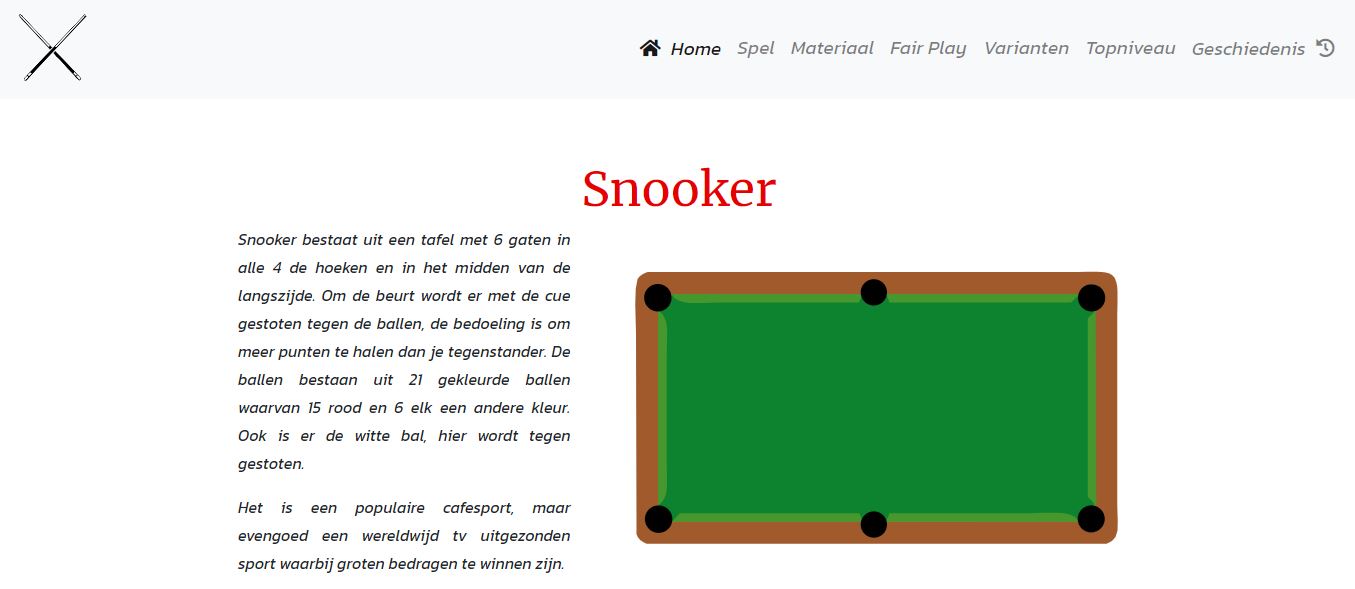 Home Spel Materiaal Fair Play Varianten Topniveau Geschiedenis
Snooker
Snooker bestaat uit een tafel met 6 gaten in
alle 4 de hoeken en in het midden van de
langszijde. Om de beurt wordt er met de cue
gestoten tegen de ballen, de bedoeling is om
meer punten te halen dan je tegenstander. De
ballen bestaan uit 21 gekleurde ballen
waarvan 15 rood en 6 elk een andere kleur.
Ook is er de witte bal, hier wordt tegen
gestoten.
Het is een populaire cafesport, maar
evengoed een wereldwijd tv uitgezonden
sport waarbij groten bedragen te winnen zijn.